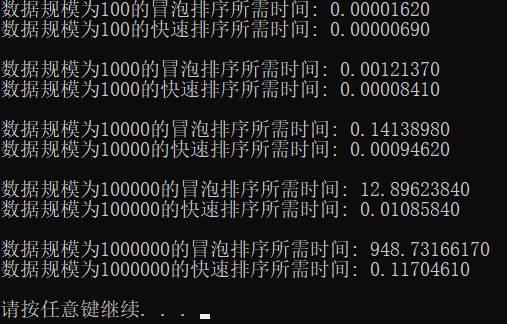 数据规模为100的冒泡排序所需时间: 0.00001620
数据规模为100的快速排序所需时间: 0.00000690
数据规模为1000的冒泡排序所需时间: 0.00121370
数据规模为1000的快速排序所需时间: 0.00008410
数据规模为10000的冒泡排序所需时间: 0.14138980
数据规模为10000的快速排序所需时间: 0.00094620
数据规模为100000的冒泡排序所需时间: 12.89623840
数据规模为100000的快速排序所需时间: 0.01085840
数据规模为1000000的冒泡排序所需时间: 948.73166170
数据规模为1000000的快速排序所需时间: 0.11704610
请按任意键继续. . .